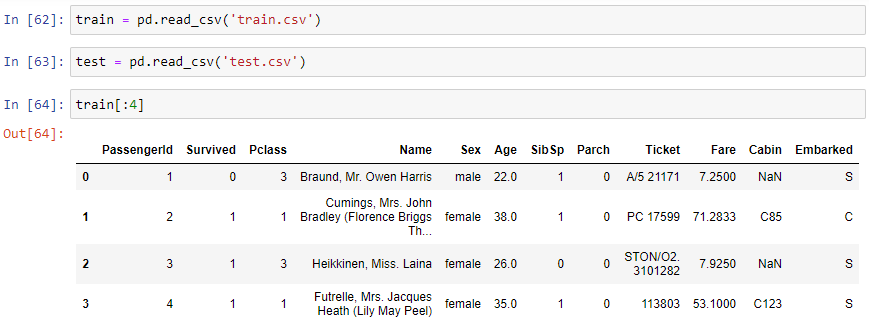 In [62]: train = pd.read_csv('train.csv')
In [63]: test = pd.read_csv('test.csv')
In [64]: train[:4]
Out[64]:
PassengerId Survived Pclass Name Sex Age SibSp Parch Ticket Fare Cabin Embarked
0 1 0 3 Braund, Mr. Owen Harris male 22.0 1 0 A/5 21171 7.2500 NaN S
Cumings, Mrs. John
1 2 1 1 Bradley (Florence Briggs female 38.0 1 0 PC 17599 71.2833 C85 C
Th...
2 3 1 3 Heikkinen, Miss. Laina female 26.0 0 0 STON/O2. 7.9250 NaN S
3101282
3 4 1 1 Futrelle, Mrs. Jacques female 35.0 1 0 113803 53.1000 C123 S
Heath (Lily May Peel)